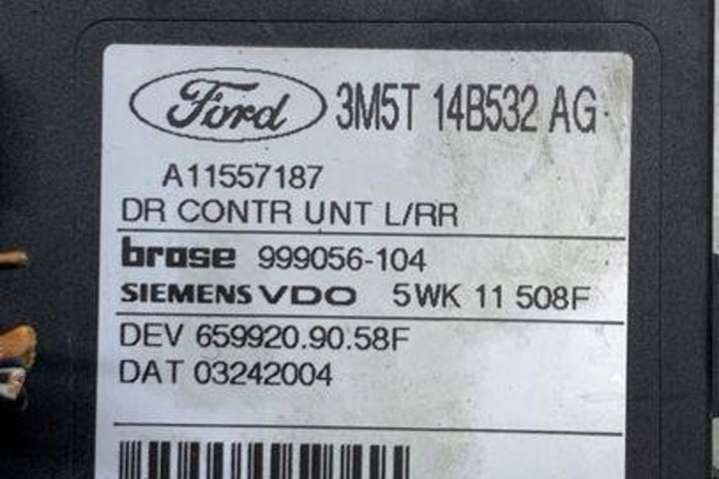 Ford 3M5T 14B532 AG
A11557187
DR CONTR UNT L/RR
brose 999056-104
SIEMENS VDO 5WK 11 508F
DEV 659920.90.58F
DAT 03242004